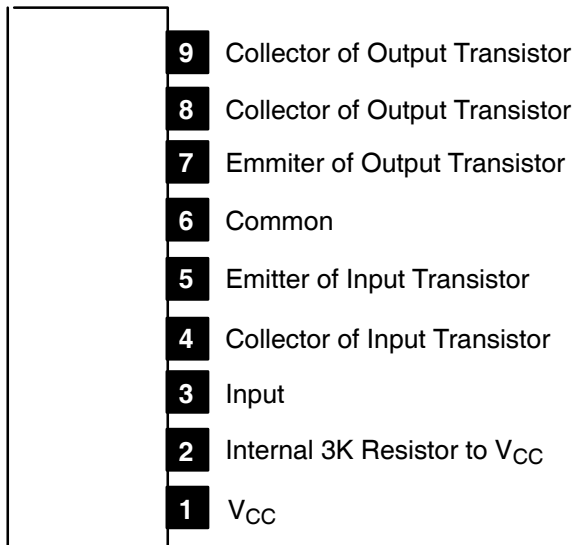 9 Collector of Output Transistor
8 Collector of Output Transistor
7 Emmiter of Output Transistor
6 Common
5 Emitter of Input Transistor
4 Collector of Input Transistor
3 Input
2 Internal 3K Resistor to VCC
1 VCC